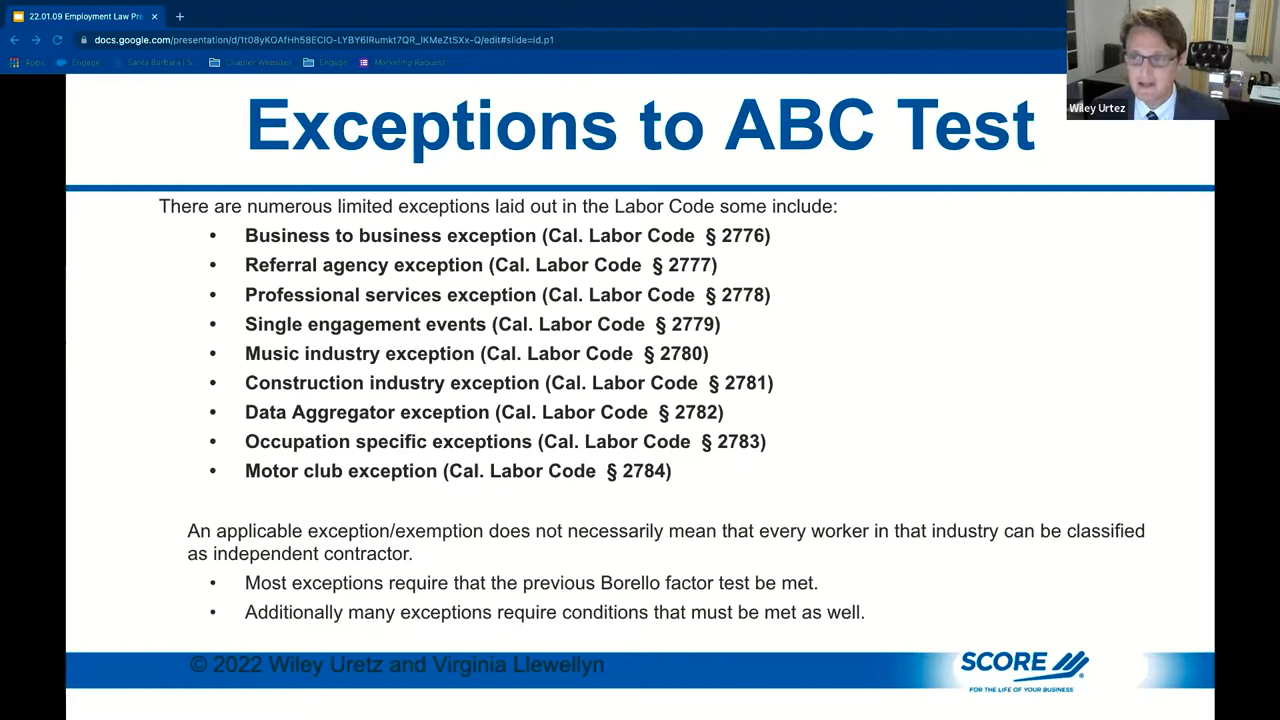 22.01.09 Employment Law Pre
docs.google.com/presentation/d/1t08yKOAfHh58ECIO-LYBY6IRumkt7QR_lKMeZtSXx-Q/edit#slide=id.p1
Apps Engage Santa Barbara | S... Chapter Websites Engage Marketing Request
Wiley Urtez
Exceptions to ABC Test
There are numerous limited exceptions laid out in the Labor Code some include:
• Business to business exception (Cal. Labor Code § 2776)
• Referral agency exception (Cal. Labor Code § 2777)
• Professional services exception (Cal. Labor Code § 2778)
• Single engagement events (Cal. Labor Code § 2779)
• Music industry exception (Cal. Labor Code § 2780)
• Construction industry exception (Cal. Labor Code § 2781)
• Data Aggregator exception (Cal. Labor Code § 2782)
• Occupation specific exceptions (Cal. Labor Code § 2783)
• Motor club exception (Cal. Labor Code § 2784)
An applicable exception/exemption does not necessarily mean that every worker in that industry can be classified
as independent contractor.
• Most exceptions require that the previous Borello factor test be met.
• Additionally many exceptions require conditions that must be met as well.
© 2022 Wiley Uretz and Virginia Llewellyn
SCORE
FOR THE LIFE OF YOUR BUSINESS